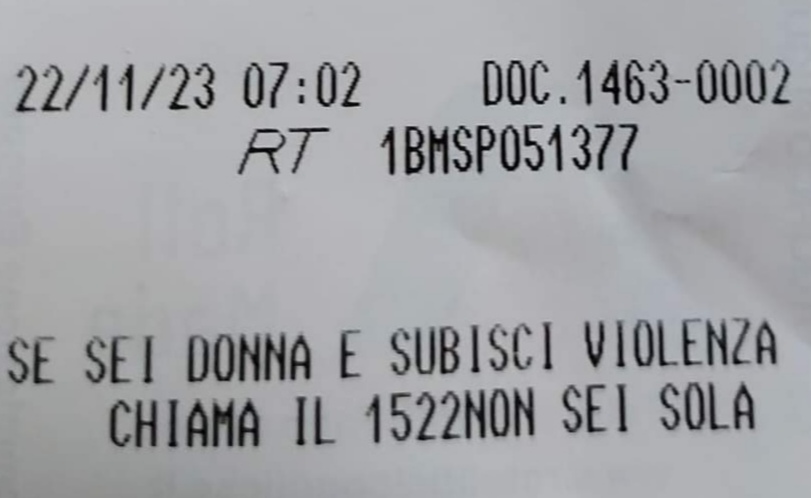 22/11/23 07:02 DOC.1463-0002
RT 1BMSP051377
SE SEI DONNA E SUBISCI VIOLENZA
CHIAMA IL 1522NON SEI SOLA